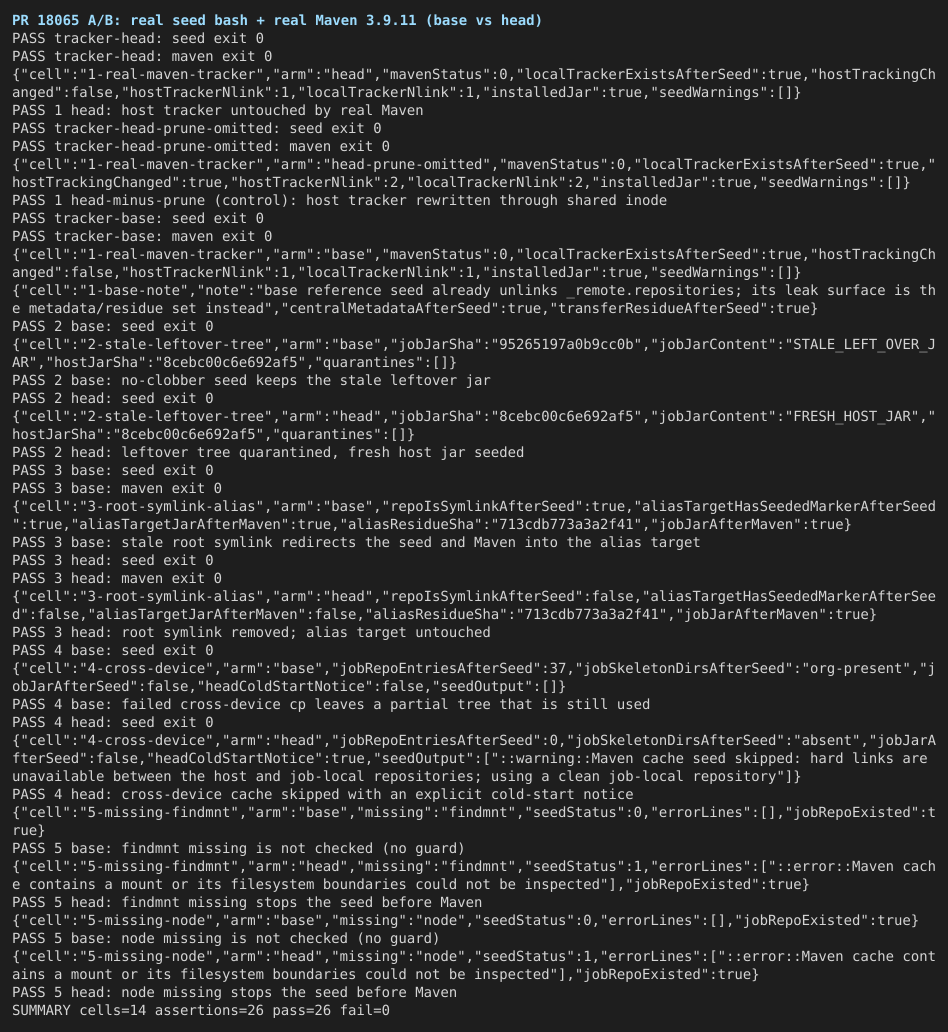 PR 18065 A/B: real seed bash + real Maven 3.9.11 (base vs head)
PASS tracker-head: seed exit 0
PASS tracker-head: maven exit 0
{"cell":"1-real-maven-tracker","arm":"head","mavenStatus":0,"localTrackerExistsAfterSeed":true,"hostTrackingCh
anged":false,"hostTrackerNlink":1,"localTrackerNlink":1,"installedJar":true,"seedWarnings":[]}
PASS 1 head: host tracker untouched by real Maven
PASS tracker-head-prune-omitted: seed exit 0
PASS tracker-head-prune-omitted: maven exit 0
{"cell":"1-real-maven-tracker","arm":"head-prune-omitted","mavenStatus":0,"localTrackerExistsAfterSeed":true,"
hostTrackingChanged":true,"hostTrackerNlink":2,"localTrackerNlink":2,"installedJar":true,"seedWarnings":[]}
PASS 1 head-minus-prune (control): host tracker rewritten through shared inode
PASS tracker-base: seed exit 0
PASS tracker-base: maven exit 0
{"cell":"1-real-maven-tracker","arm":"base","mavenStatus":0,"localTrackerExistsAfterSeed":true,"hostTrackingCh
anged":false,"hostTrackerNlink":1,"localTrackerNlink":1,"installedJar":true,"seedWarnings":[]}
{"cell":"1-base-note","note":"base reference seed already unlinks _remote.repositories; its leak surface is th
e metadata/residue set instead","centralMetadataAfterSeed":true,"transferResidueAfterSeed":true}
PASS 2 base: seed exit 0
{"cell":"2-stale-leftover-tree","arm":"base","jobJarSha":"95265197a0b9cc0b","jobJarContent":"STALE_LEFT_OVER_J
AR","hostJarSha":"8cebc00c6e692af5","quarantines":[]}
PASS 2 base: no-clobber seed keeps the stale leftover jar
PASS 2 head: seed exit 0
{"cell":"2-stale-leftover-tree","arm":"head","jobJarSha":"8cebc00c6e692af5","jobJarContent":"FRESH_HOST_JAR","
hostJarSha":"8cebc00c6e692af5","quarantines":[]}
PASS 2 head: leftover tree quarantined, fresh host jar seeded
PASS 3 base: seed exit 0
PASS 3 base: maven exit 0
{"cell":"3-root-symlink-alias","arm":"base","repoIsSymlinkAfterSeed":true,"aliasTargetHasSeededMarkerAfterSeed
":true,"aliasTargetJarAfterMaven":true,"aliasResidueSha":"713cdb773a3a2f41","jobJarAfterMaven":true}
PASS 3 base: stale root symlink redirects the seed and Maven into the alias target
PASS 3 head: seed exit 0
PASS 3 head: maven exit 0
{"cell":"3-root-symlink-alias","arm":"head","repoIsSymlinkAfterSeed":false,"aliasTargetHasSeededMarkerAfterSee
d":false,"aliasTargetJarAfterMaven":false,"aliasResidueSha":"713cdb773a3a2f41","jobJarAfterMaven":true}
PASS 3 head: root symlink removed; alias target untouched
PASS 4 base: seed exit 0
{"cell":"4-cross-device","arm":"base","jobRepoEntriesAfterSeed":37,"jobSkeletonDirsAfterSeed":"org-present","j
obJarAfterSeed":false,"headColdStartNotice":false,"seedOutput":[]}
PASS 4 base: failed cross-device cp leaves a partial tree that is still used
PASS 4 head: seed exit 0
{"cell":"4-cross-device","arm":"head","jobRepoEntriesAfterSeed":0,"jobSkeletonDirsAfterSeed":"absent","jobJarA
fterSeed":false,"headColdStartNotice":true,"seedOutput":["::warning::Maven cache seed skipped: hard links are
unavailable between the host and job-local repositories; using a clean job-local repository"]}
PASS 4 head: cross-device cache skipped with an explicit cold-start notice
{"cell":"5-missing-findmnt","arm":"base","missing":"findmnt","seedStatus":0,"errorLines":[],"jobRepoExisted":t
rue}
PASS 5 base: findmnt missing is not checked (no guard)
{"cell":"5-missing-findmnt","arm":"head","missing":"findmnt","seedStatus":1,"errorLines":["::error::Maven cach
e contains a mount or its filesystem boundaries could not be inspected"],"jobRepoExisted":true}
PASS 5 head: findmnt missing stops the seed before Maven
{"cell":"5-missing-node","arm":"base","missing":"node","seedStatus":0,"errorLines":[],"jobRepoExisted":true}
PASS 5 base: node missing is not checked (no guard)
{"cell":"5-missing-node","arm":"head","missing":"node","seedStatus":1,"errorLines":["::error::Maven cache cont
ains a mount or its filesystem boundaries could not be inspected"],"jobRepoExisted":true}
PASS 5 head: node missing stops the seed before Maven
SUMMARY cells=14 assertions=26 pass=26 fail=0